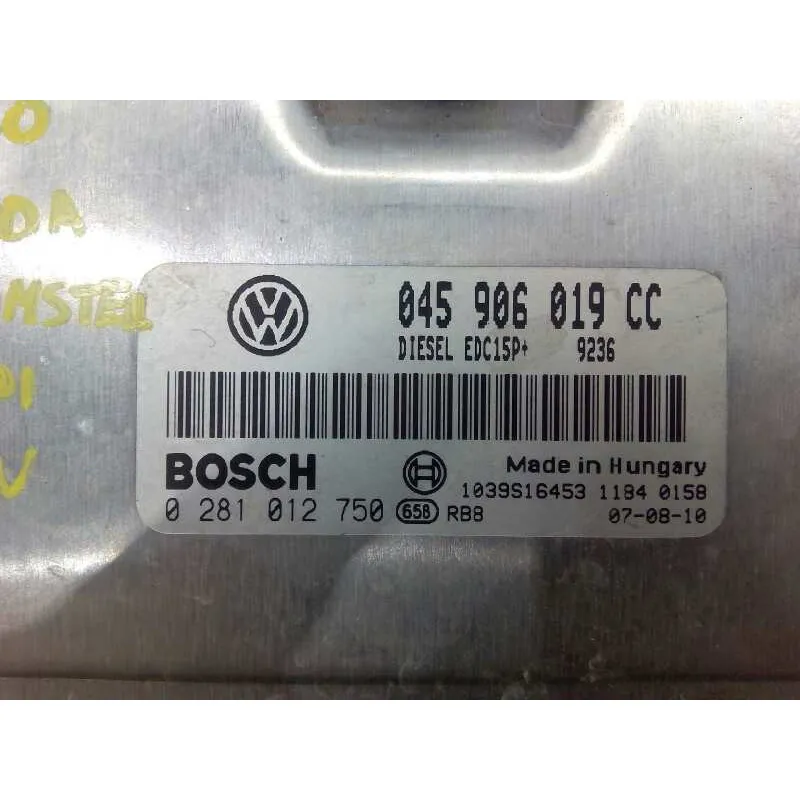 045 906 019 CC
DIESEL EDC15P+ 9236
BOSCH
Made in Hungary
1039S16453 1184 0158
0 281 012 750 658 RB8 07-08-10